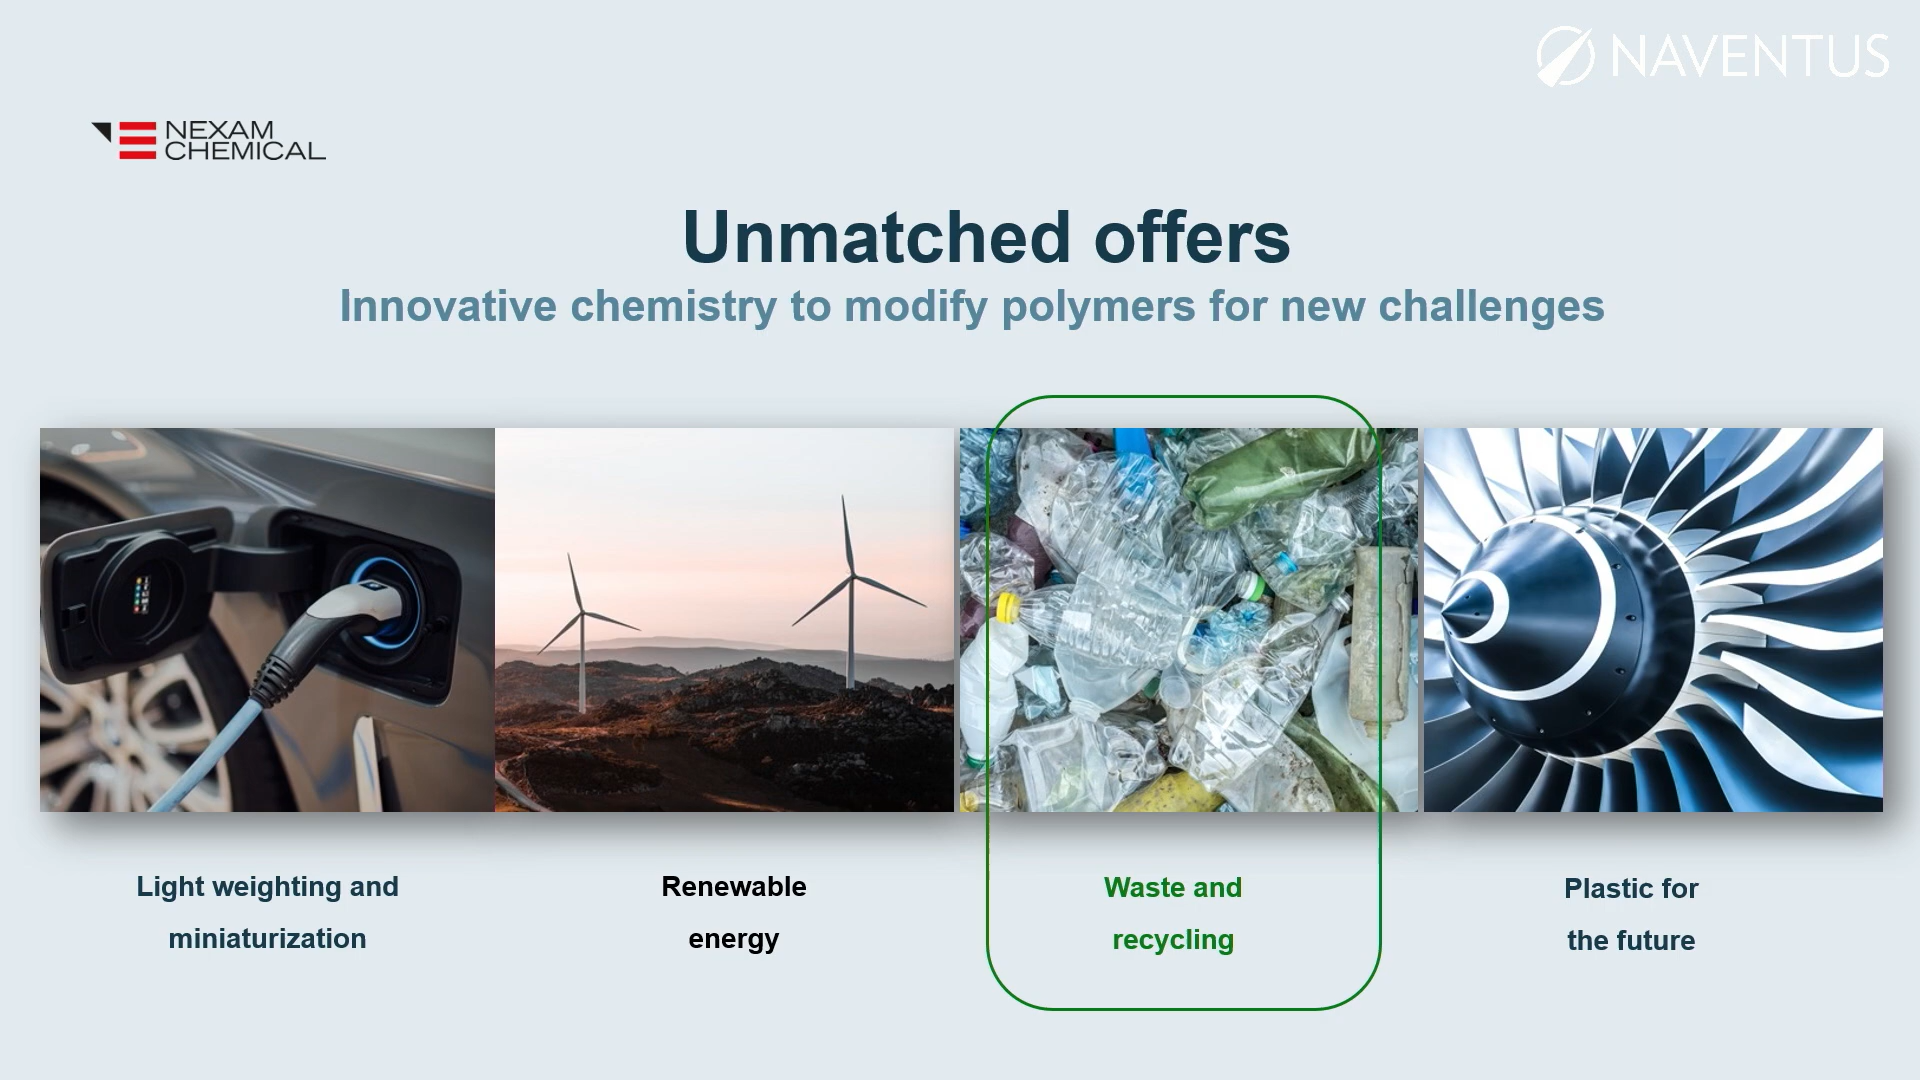 NAVENTUS
NEXAM
CHEMICAL
Unmatched offers
Innovative chemistry to modify polymers for new challenges
Light weighting and
miniaturization
Renewable
energy
Waste and
recycling
Plastic for
the future